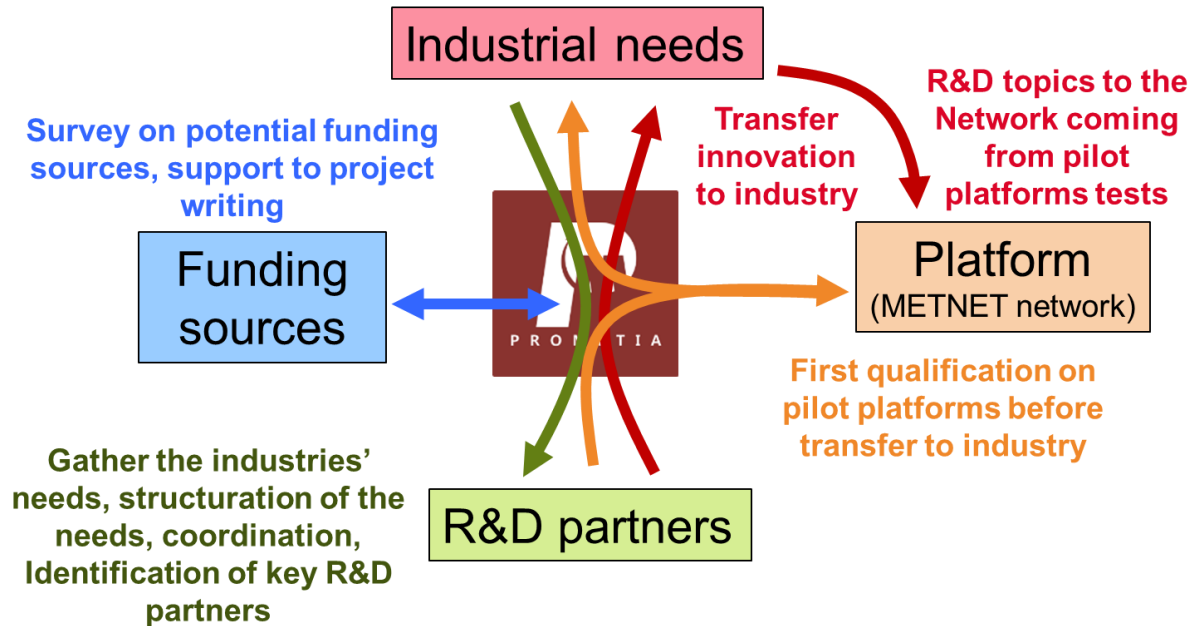 Industrial needs
R&D topics to the
Network coming
from pilot
platforms tests
Survey on potential funding
sources, support to project
writing
Transfer
innovation
to industry
Funding
sources
PROMETIA
Platform
(METNET network)
First qualification on
pilot platforms before
transfer to industry
Gather the industries’
needs, structuration of the
needs, coordination,
Identification of key R&D
partners
R&D partners